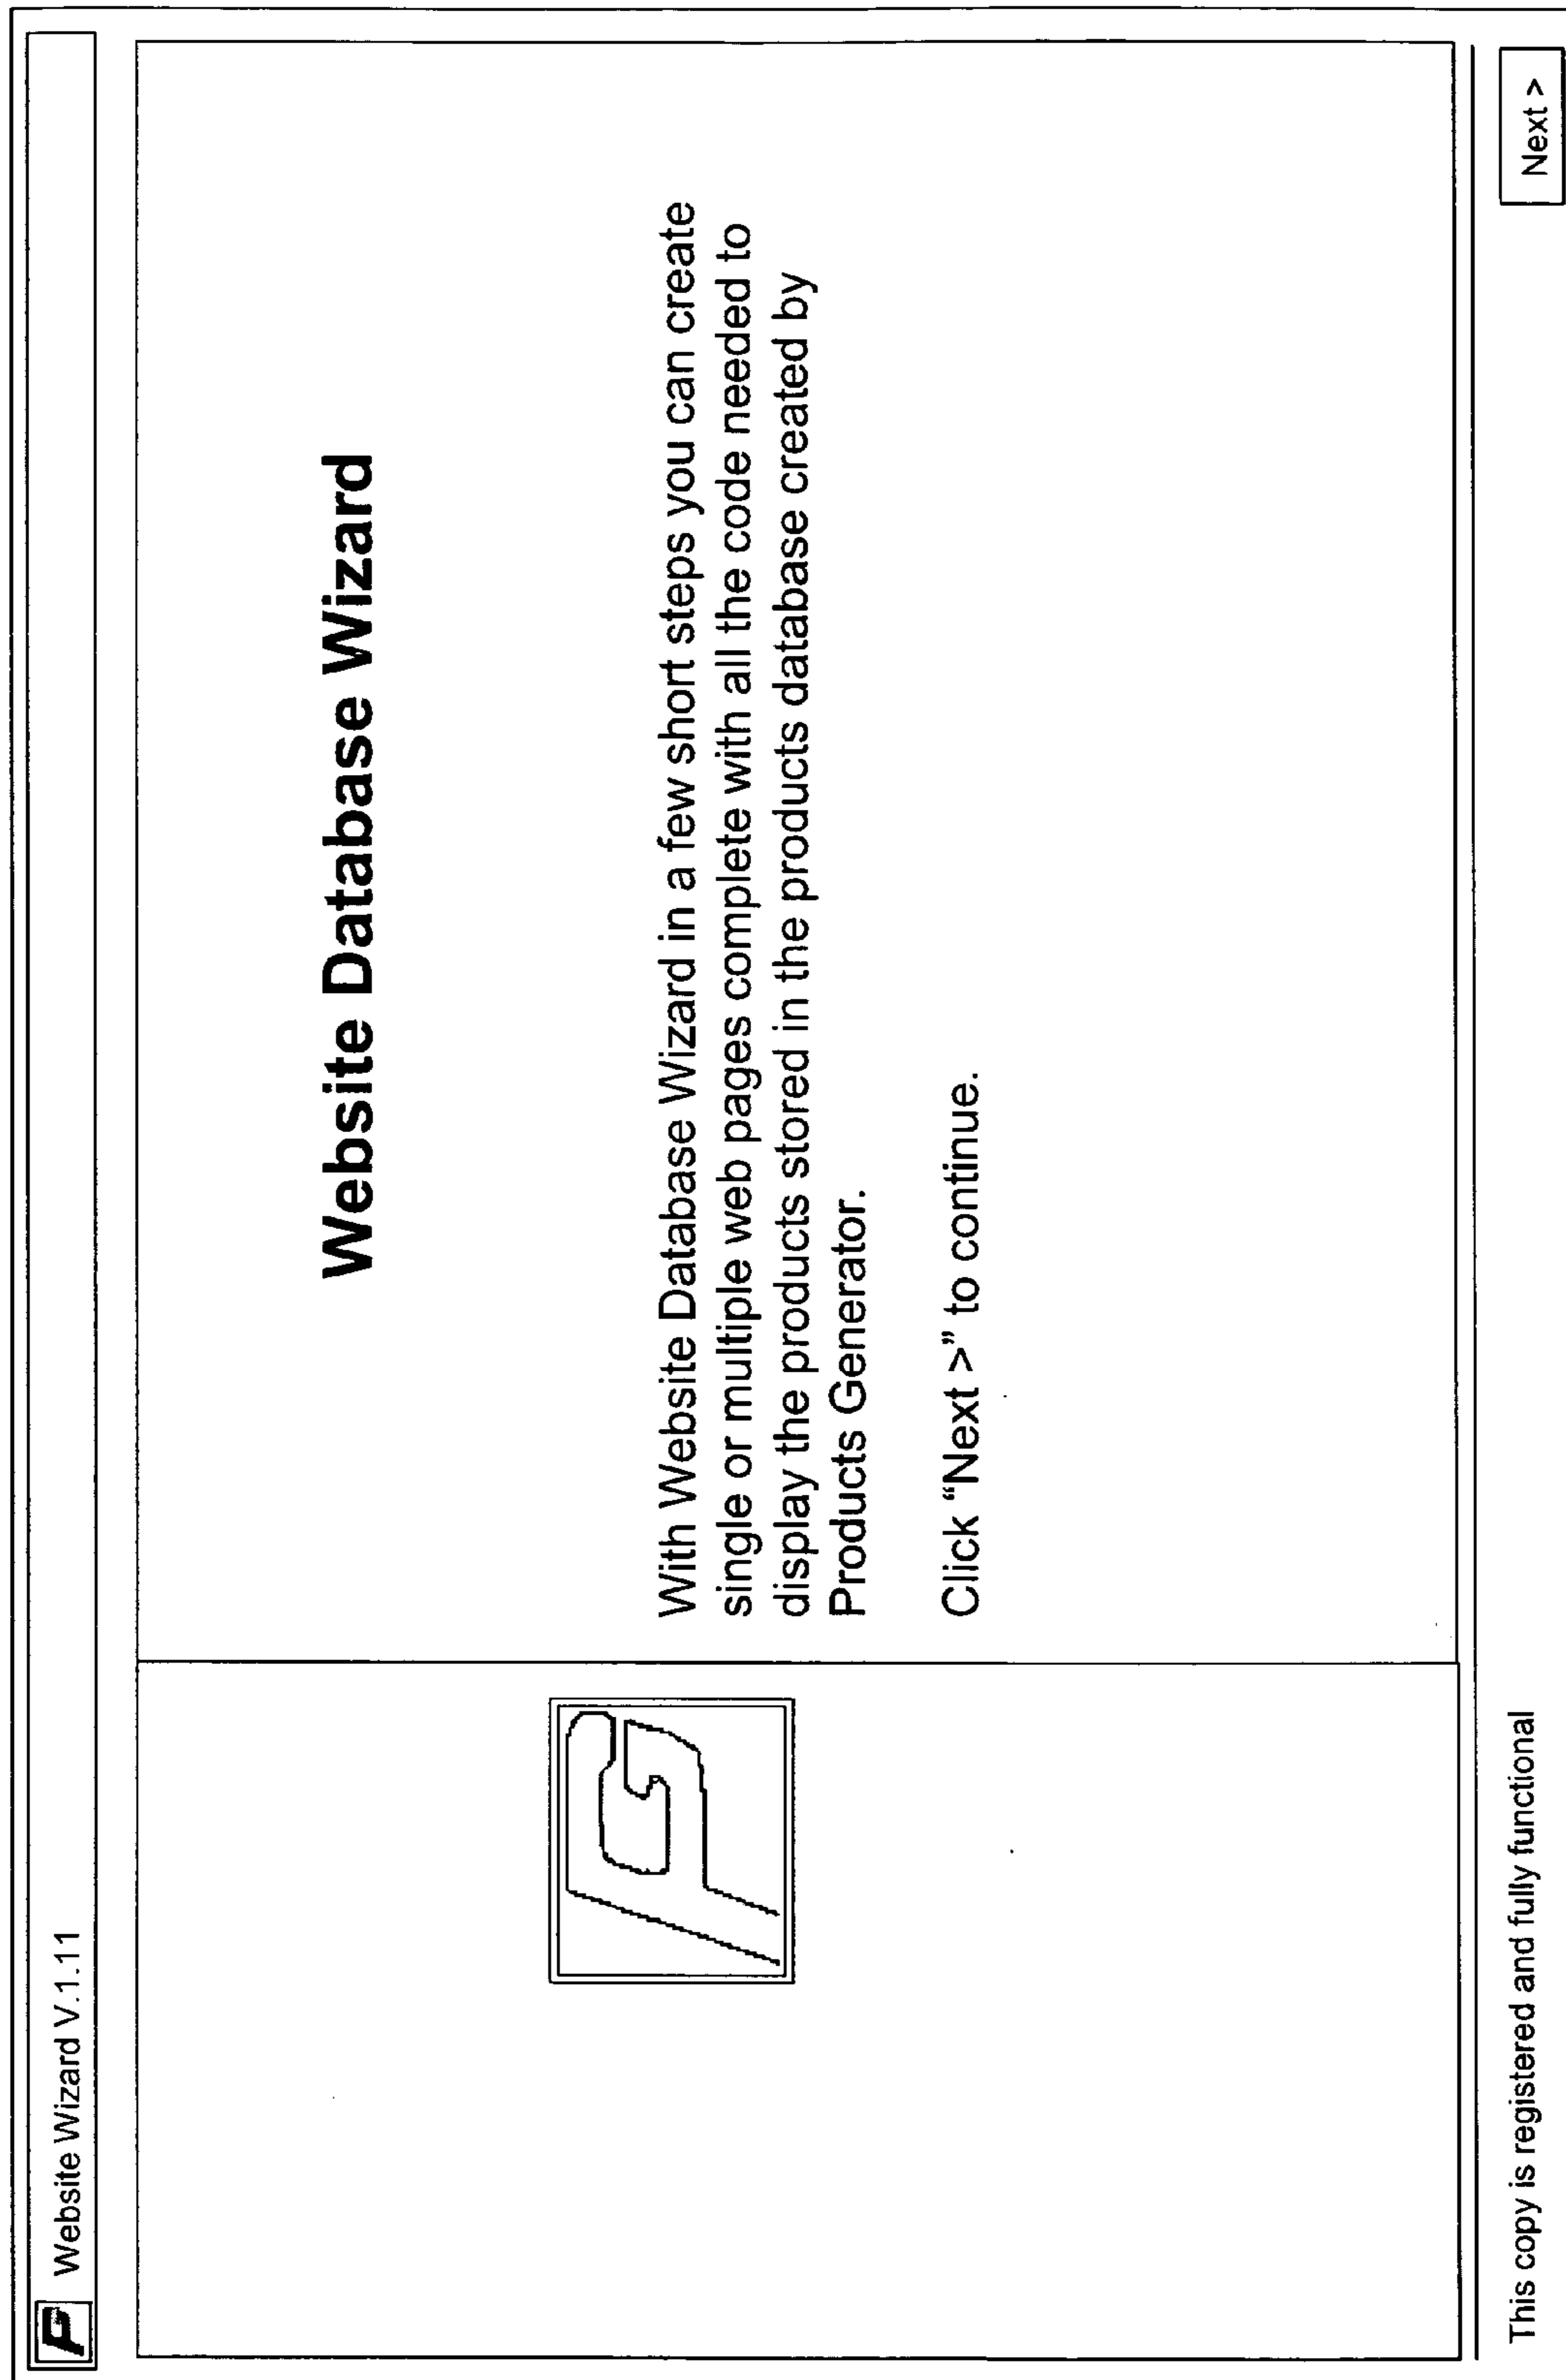 Website Wizard V.1.11
Website Database Wizard
With Website Database Wizard in a few short steps you can create
single or multiple web pages complete with all the code needed to
display the products stored in the products database created by
Products Generator.
Click “Next >” to continue.
This copy is registered and fully functional
Next >